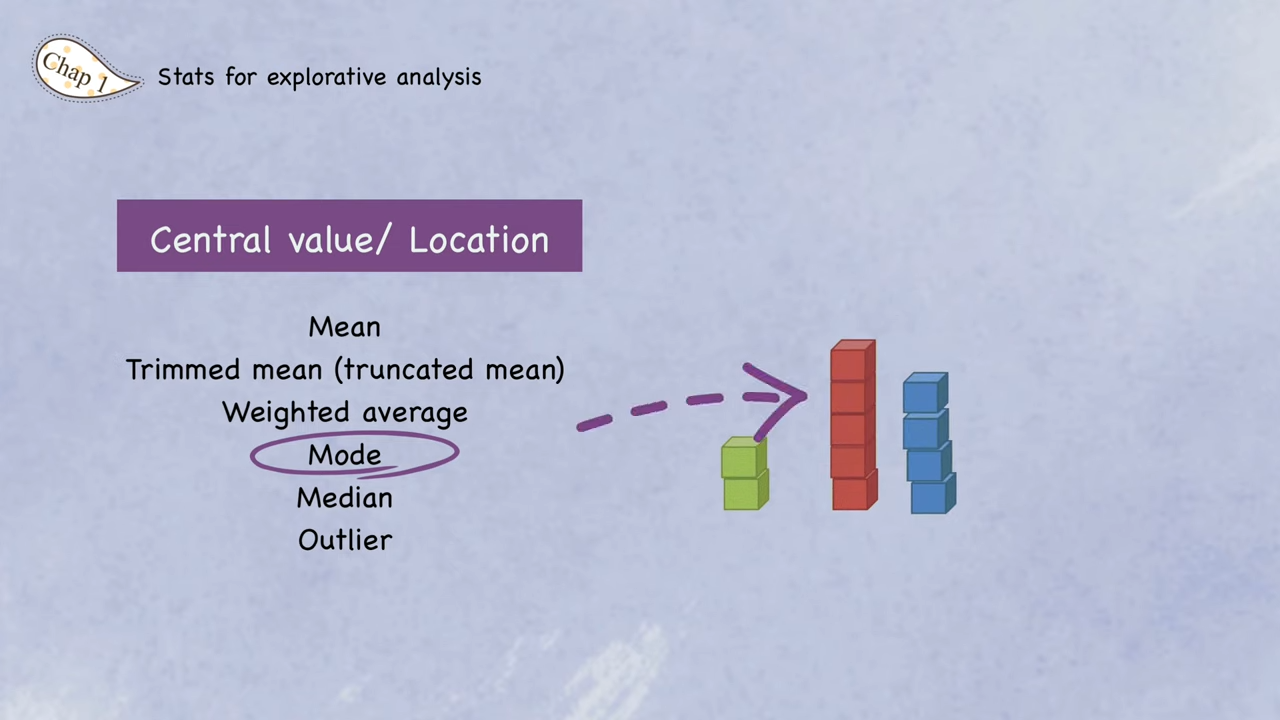 Chap 1
Stats for explorative analysis
Central value/ Location
Mean
Trimmed mean (truncated mean)
Weighted average
Mode
Median
Outlier